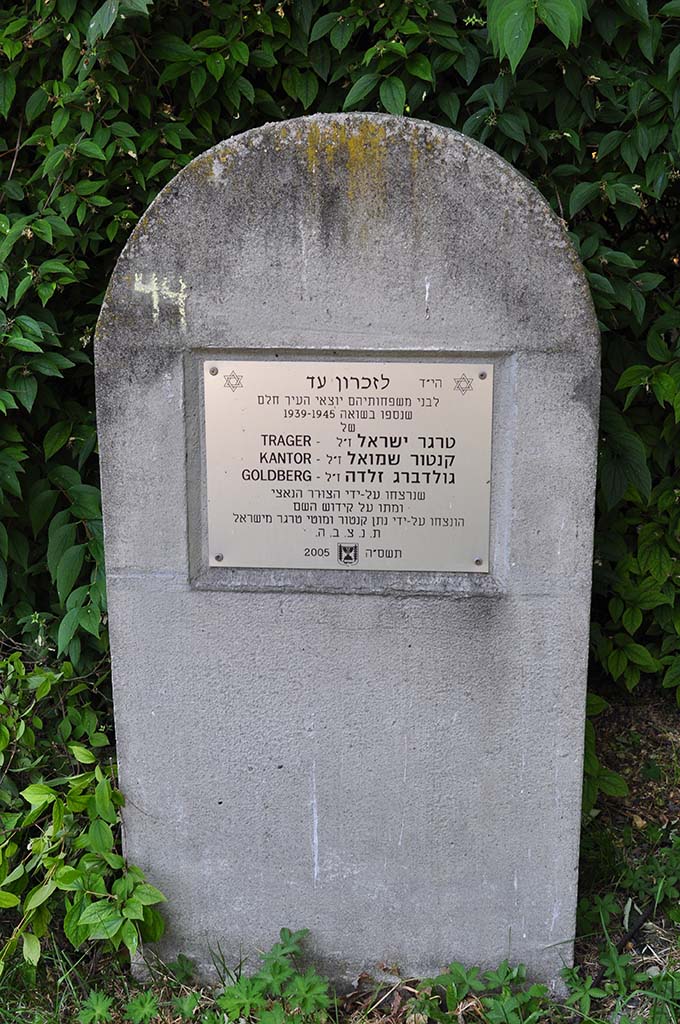 44
הי״ד לזכרון עד
לבני משפחותיהם יוצאי העיר חלם
שנספו בשואה 1939-1945
של
טרגר ישראל ז״ל - TRAGER
קנטור שמואל ז״ל - KANTOR
גולדברג זלדה ז״ל - GOLDBERG
שנרצחו על-ידי הצורר הנאצי
ומתו על קידוש השם
הונצחו על-ידי נתן קנטור ומוטי טרגר מישראל
ת. נ. צ. ב. ה.
תשס״ה 2005